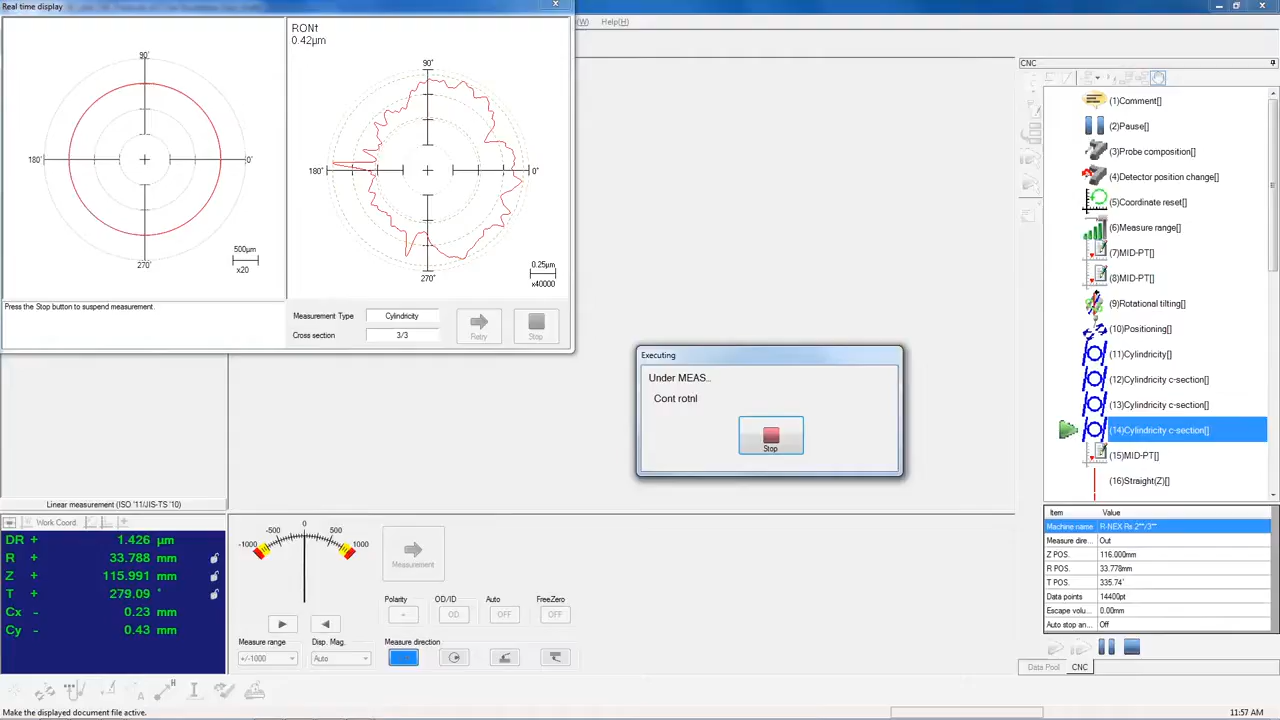 Real time display
(W) Help(H)
RONt
0.42µm
90°
180°
0°
270°
500µm
x20
90°
180°
0°
270°
0.25µm
x40000
Press the Stop button to suspend measurement.
Measurement Type
Cylindricity
Cross section
3/3
Retry
Stop
Executing
Under MEAS...
Cont rotnl
Stop
CNC
(1)Comment[]
(2)Pause[]
(3)Probe composition[]
(4)Detector position change[]
(5)Coordinate reset[]
(6)Measure range[]
(7)MID-PT[]
(8)MID-PT[]
(9)Rotational tilting[]
(10)Positioning[]
(11)Cylindricity[]
(12)Cylindricity c-section[]
(13)Cylindricity c-section[]
(14)Cylindricity c-section[]
(15)MID-PT[]
(16)Straight(Z)[]
Item Value
Machine name
Measure dire... Out
Z POS. 116.000mm
R POS. 33.778mm
T POS. 335.74°
Data points 14400pt
Escape volu... 0.00mm
Auto stop an... Off
Data Pool CNC
Linear measurement (ISO '11/JIS-TS '10)
Work Coord.
DR + 1.426 µm
R + 33.788 mm
Z + 115.991 mm
T + 279.09 °
Cx - 0.23 mm
Cy - 0.43 mm
-1000 -500 0 500 1000
Measurement
Polarity OD/ID Auto FreeZero
- OD OFF OFF
Measure range Disp. Mag. Measure direction
+/-1000 Auto
Make the displayed document file active.
11:57 AM